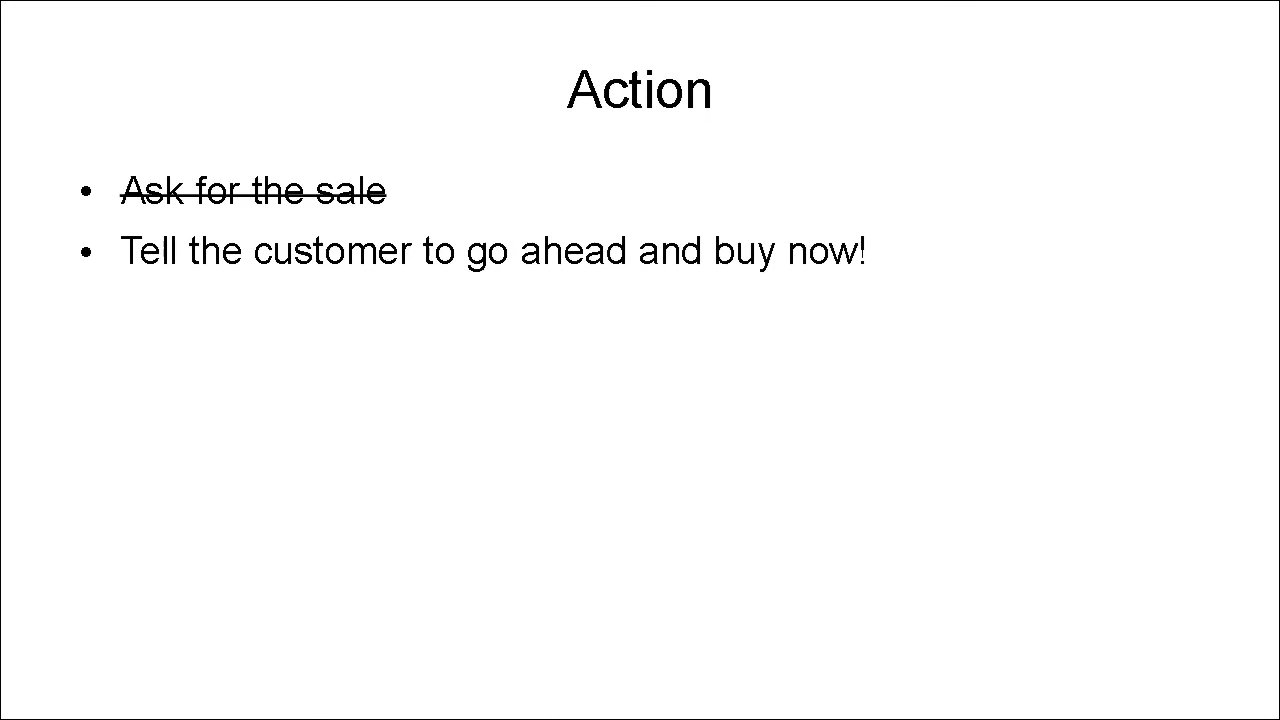 Action
• Ask for the sale
• Tell the customer to go ahead and buy now!